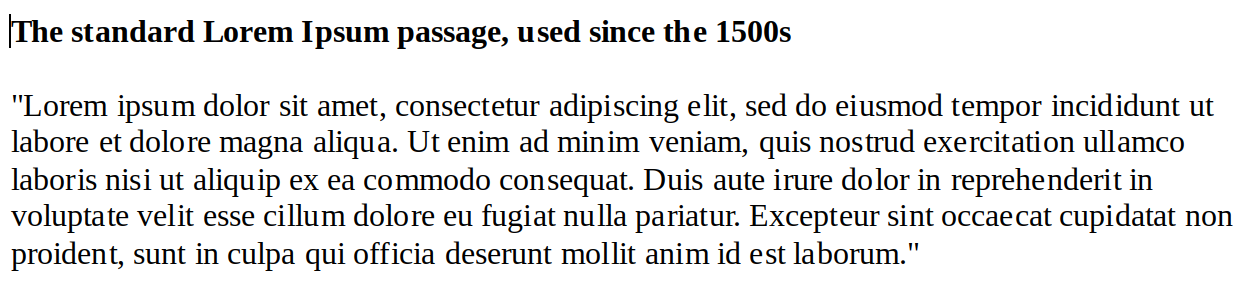 The standard Lorem Ipsum passage, used since the 1500s
"Lorem ipsum dolor sit amet, consectetur adipiscing elit, sed do eiusmod tempor incididunt ut
labore et dolore magna aliqua. Ut enim ad minim veniam, quis nostrud exercitation ullamco
laboris nisi ut aliquip ex ea commodo consequat. Duis aute irure dolor in reprehenderit in
voluptate velit esse cillum dolore eu fugiat nulla pariatur. Excepteur sint occaecat cupidatat non
proident, sunt in culpa qui officia deserunt mollit anim id est laborum."